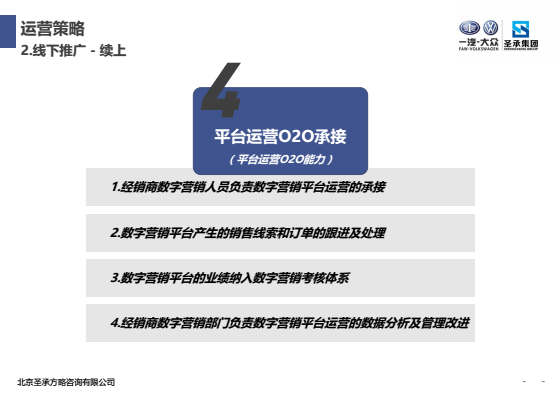 运营策略
2.线下推广 - 续上
一汽-大众
FAW-VOLKSWAGEN
圣承集团
4
平台运营O2O承接
（平台运营O2O能力）
1.经销商数字营销人员负责数字营销平台运营的承接
2.数字营销平台产生的销售线索和订单的跟进及处理
3.数字营销平台的业绩纳入数字营销考核体系
4.经销商数字营销部门负责数字营销平台运营的数据分析及管理改进
北京圣承方略咨询有限公司
- -